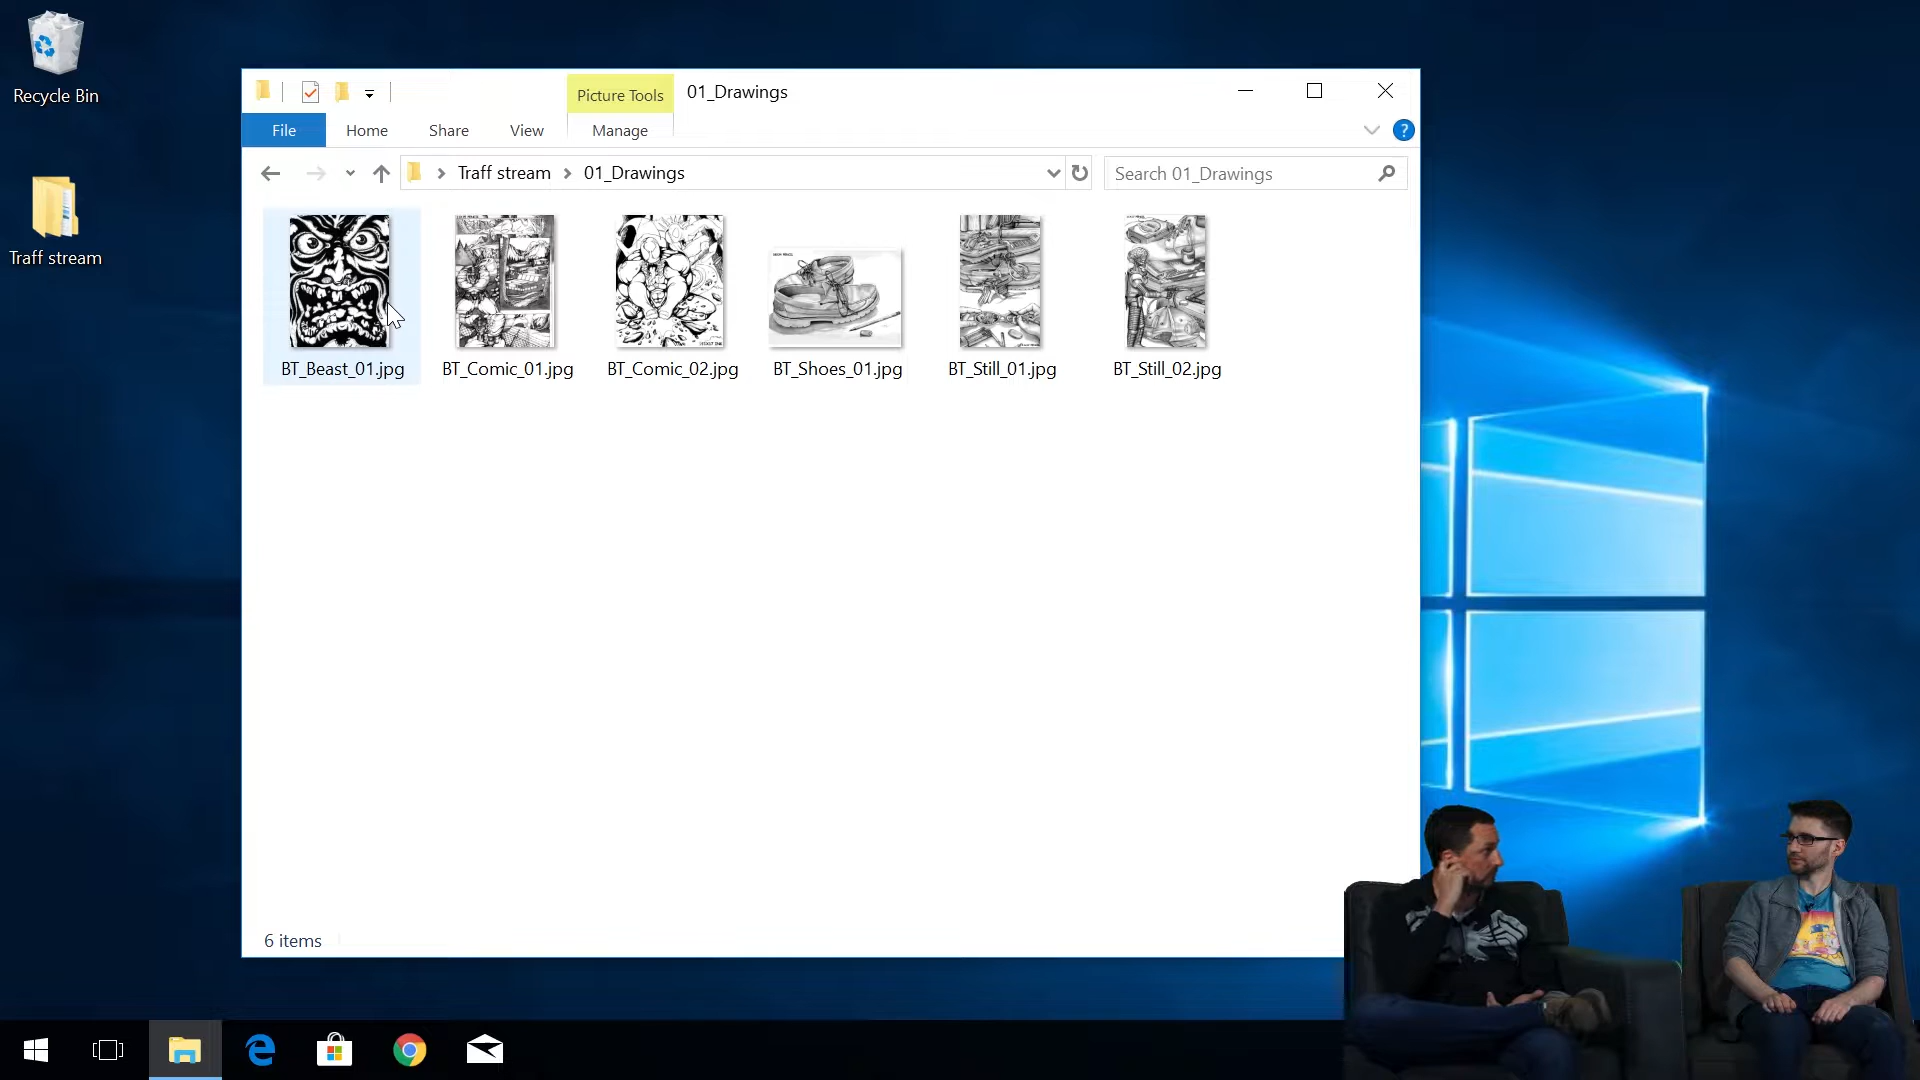 Recycle Bin
Traff stream
Picture Tools
01_Drawings
File
Home
Share
View
Manage
?
Traff stream
01_Drawings
Search 01_Drawings
BT_Beast_01.jpg
BT_Comic_01.jpg
BT_Comic_02.jpg
BT_Shoes_01.jpg
BT_Still_01.jpg
BT_Still_02.jpg
6 items